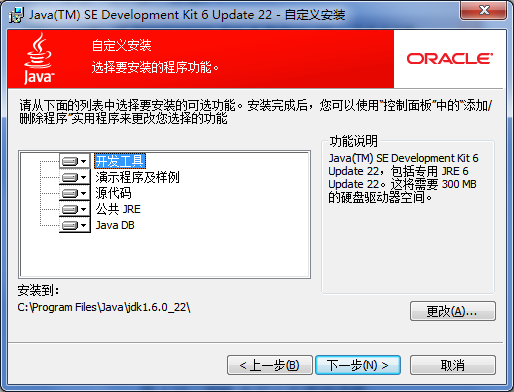 Java(TM) SE Development Kit 6 Update 22 - 自定义安装
自定义安装
选择要安装的程序功能。
Java™
ORACLE
请从下面的列表中选择要安装的可选功能。安装完成后，您可以使用“控制面板”中的“添加/
删除程序”实用程序来更改您选择的功能
开发工具
演示程序及样例
源代码
公共 JRE
Java DB
功能说明
Java(TM) SE Development Kit 6
Update 22，包括专用 JRE 6
Update 22。这将需要 300 MB
的硬盘驱动器空间。
安装到:
C:\Program Files\Java\jdk1.6.0_22\
更改(A)...
< 上一步(B)
下一步(N) >
取消